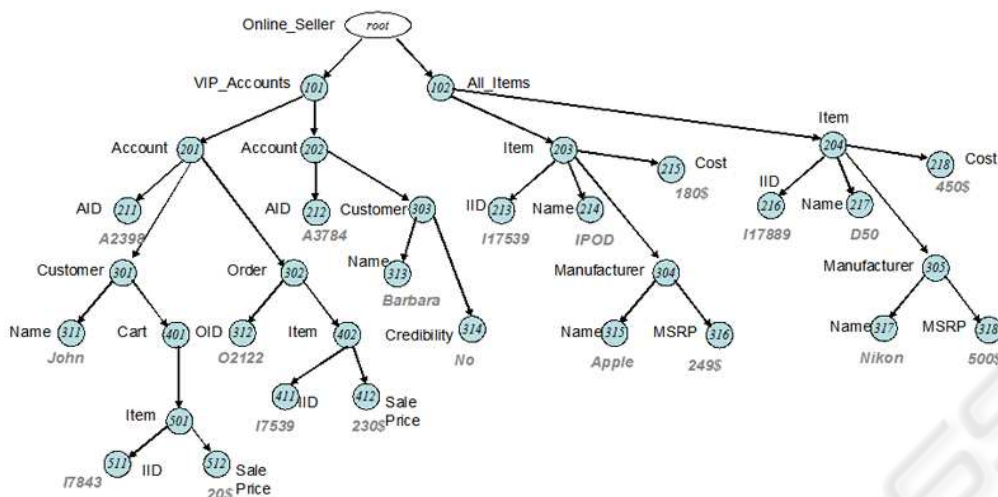 Online_Seller root
VIP_Accounts 101
102 All_Items
Account 201
Account 202
Item 203
Item
204
215 Cost
180$
218 Cost
450$
AID 211
A2398
AID 212
A3784
Customer 303
IID 213
I17539
Name 214
IPOD
IID 216
I17889
Name 217
D50
Customer 301
Order 302
Name 313
Barbara
Manufacturer 304
Manufacturer 305
Name 311
John
Cart 401
OID 312
O2122
Item 402
Credibility 314
No
Name 315
Apple
MSRP 316
249$
Name 317
Nikon
MSRP 318
500$
411 IID
I7539
412 Sale
Price
230$
Item 501
511 IID
I7843
512 Sale
Price
20$